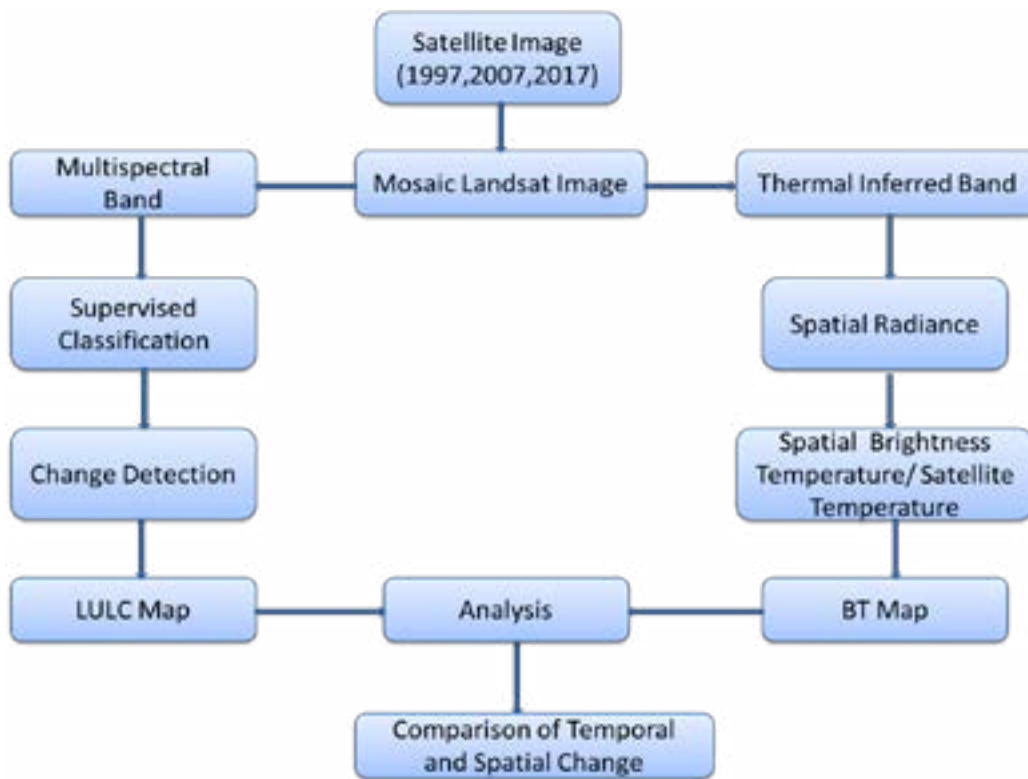 Satellite Image
(1997,2007,2017)
Multispectral
Band
Mosaic Landsat Image
Thermal Inferred Band
Supervised
Classification
Spatial Radiance
Change Detection
Spatial Brightness
Temperature/ Satellite
Temperature
LULC Map
Analysis
BT Map
Comparison of Temporal
and Spatial Change